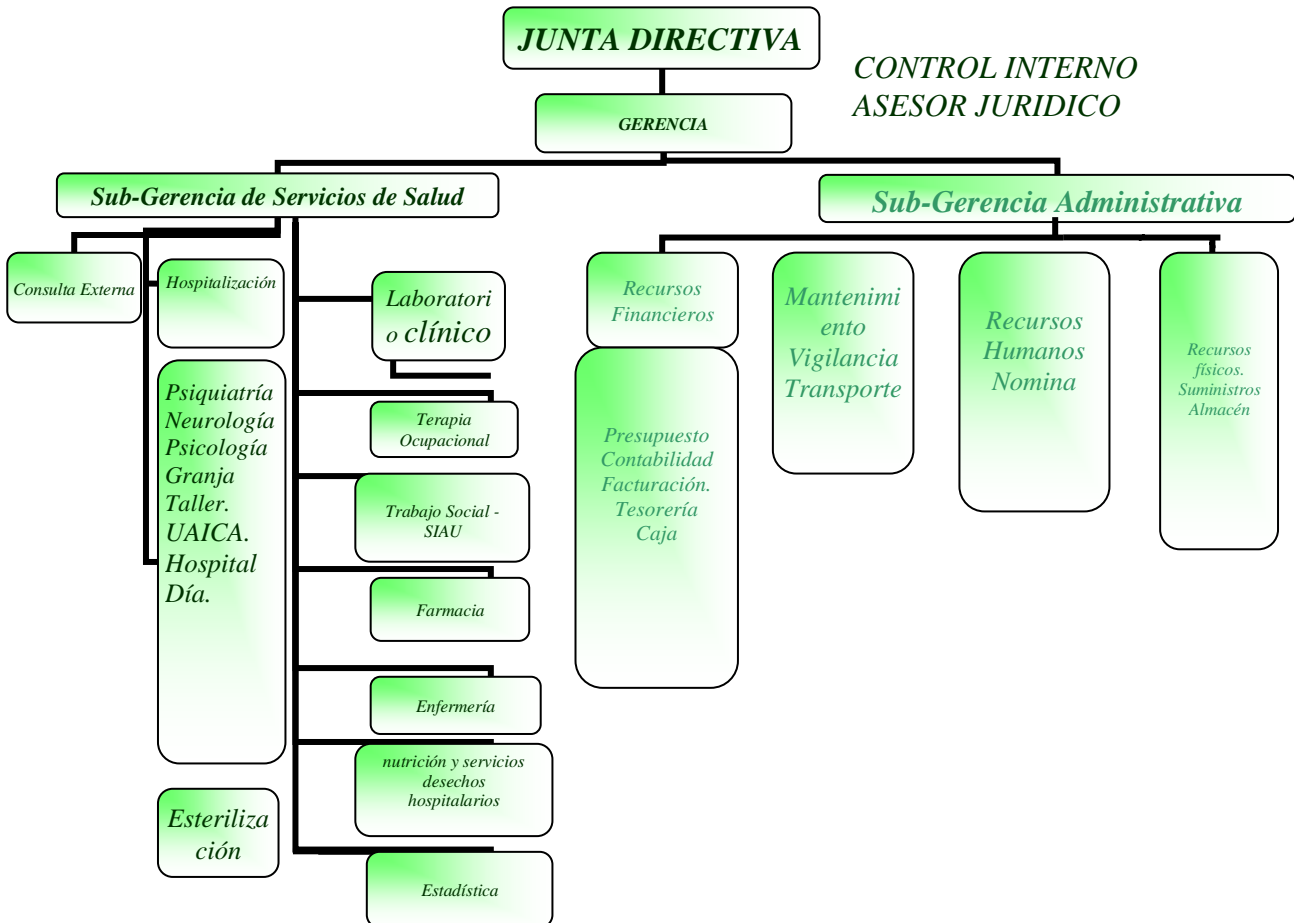 JUNTA DIRECTIVA
CONTROL INTERNO
ASESOR JURIDICO
GERENCIA
Sub-Gerencia de Servicios de Salud
Sub-Gerencia Administrativa
Consulta Externa
Hospitalización
Psiquiatría
Neurología
Psicología
Granja
Taller.
UAICA.
Hospital
Día.
Esteriliza
ción
Laboratori
o clínico
Terapia
Ocupacional
Trabajo Social -
SIAU
Farmacia
Enfermería
nutrición y servicios
desechos
hospitalarios
Estadística
Recursos
Financieros
Presupuesto
Contabilidad
Facturación.
Tesorería
Caja
Mantenimi
ento
Vigilancia
Transporte
Recursos
Humanos
Nomina
Recursos
físicos.
Suministros
Almacén